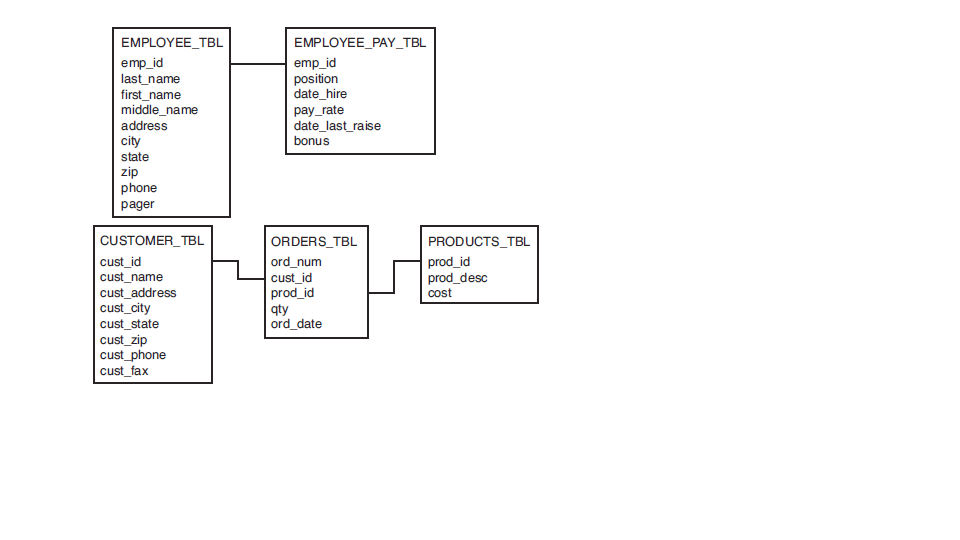 EMPLOYEE_TBL
emp_id
last_name
first_name
middle_name
address
city
state
zip
phone
pager
EMPLOYEE_PAY_TBL
emp_id
position
date_hire
pay_rate
date_last_raise
bonus
CUSTOMER_TBL
cust_id
cust_name
cust_address
cust_city
cust_state
cust_zip
cust_phone
cust_fax
ORDERS_TBL
ord_num
cust_id
prod_id
qty
ord_date
PRODUCTS_TBL
prod_id
prod_desc
cost